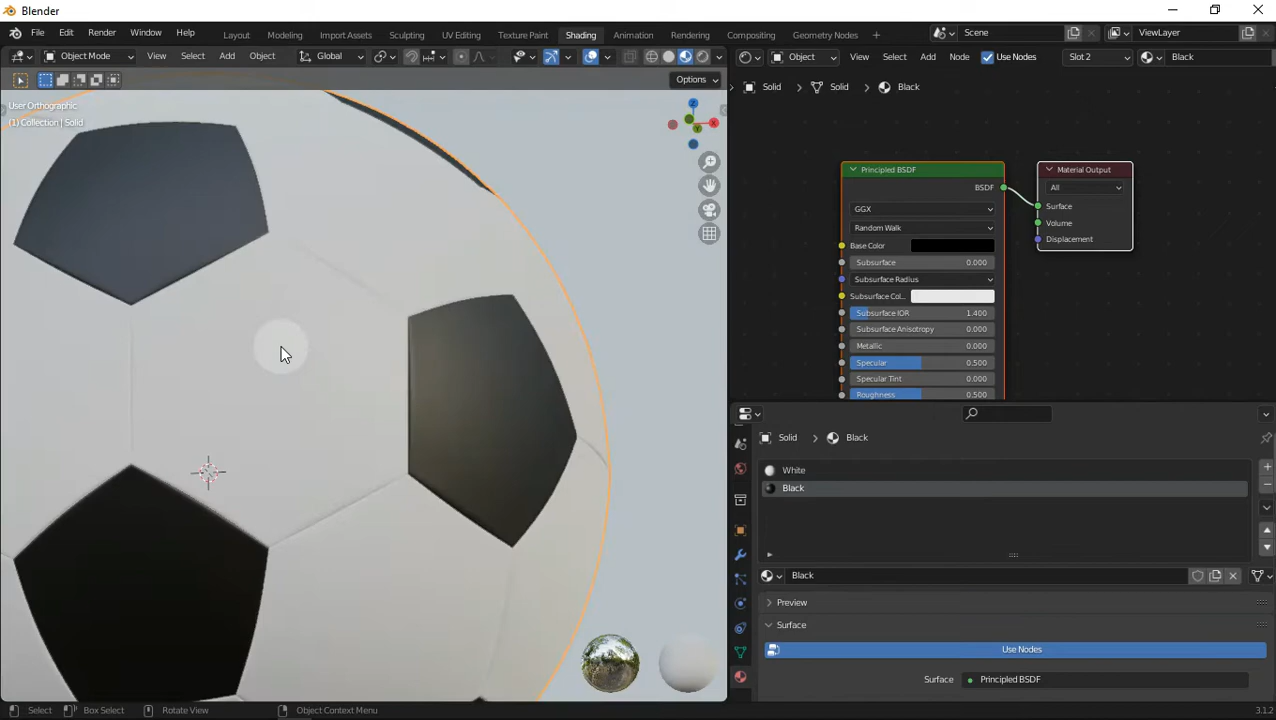 Blender
File Edit Render Window Help Layout Modeling Import Assets Sculpting UV Editing Texture Paint Shading Animation Rendering Compositing Geometry Nodes Scene ViewLayer
Object Mode View Select Add Object Global
Object View Select Add Node Use Nodes Slot 2 Black
Options
User Orthographic
(1) Collection | Solid
Z
X
Y
Solid Solid Black
Principled BSDF
BSDF
GGX
Random Walk
Base Color
Subsurface 0.000
Subsurface Radius
Subsurface Col..
Subsurface IOR 1.400
Subsurface Anisotropy 0.000
Metallic 0.000
Specular 0.500
Specular Tint 0.000
Roughness 0.500
Material Output
All
Surface
Volume
Displacement
Solid Black
White
Black
Black
Preview
Surface
Use Nodes
Surface Principled BSDF
Select Box Select Rotate View Object Context Menu 3.1.2